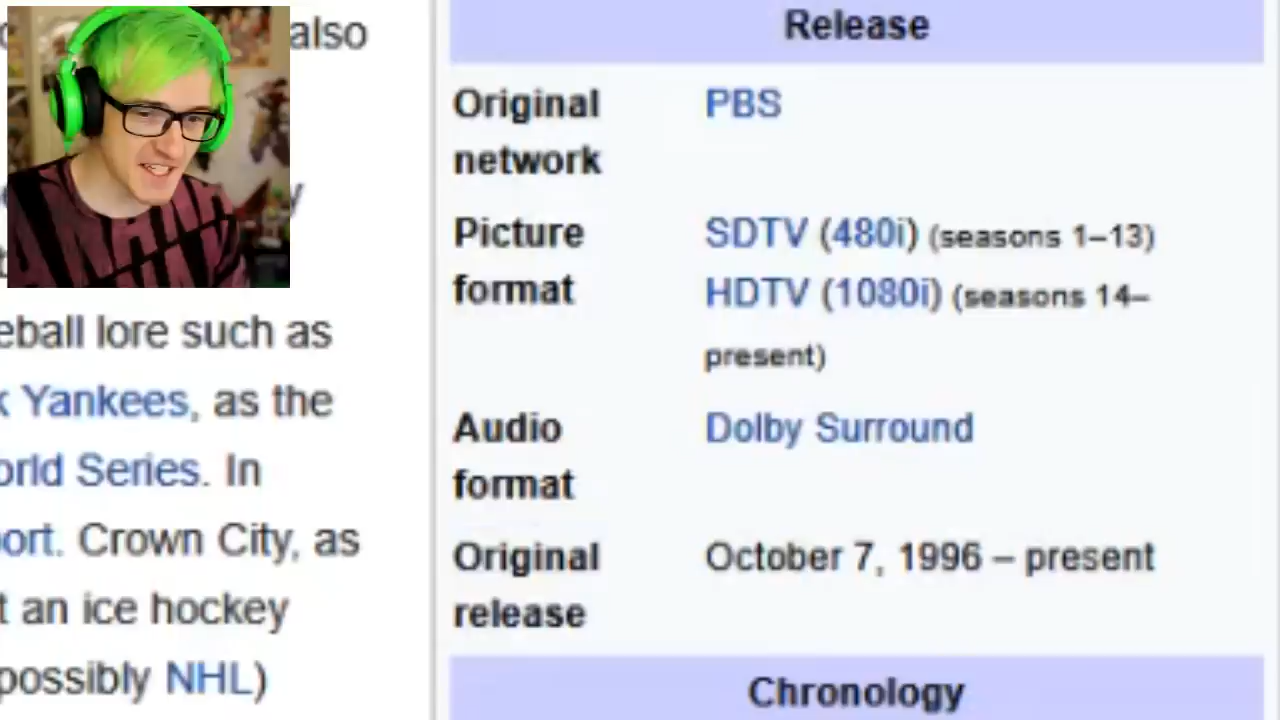 also
eball lore such as
Yankees, as the
orld Series. In
ort. Crown City, as
t an ice hockey
possibly NHL)
Release
Original PBS
network
Picture SDTV (480i) (seasons 1–13)
format HDTV (1080i) (seasons 14–
present)
Audio Dolby Surround
format
Original October 7, 1996 – present
release
Chronology